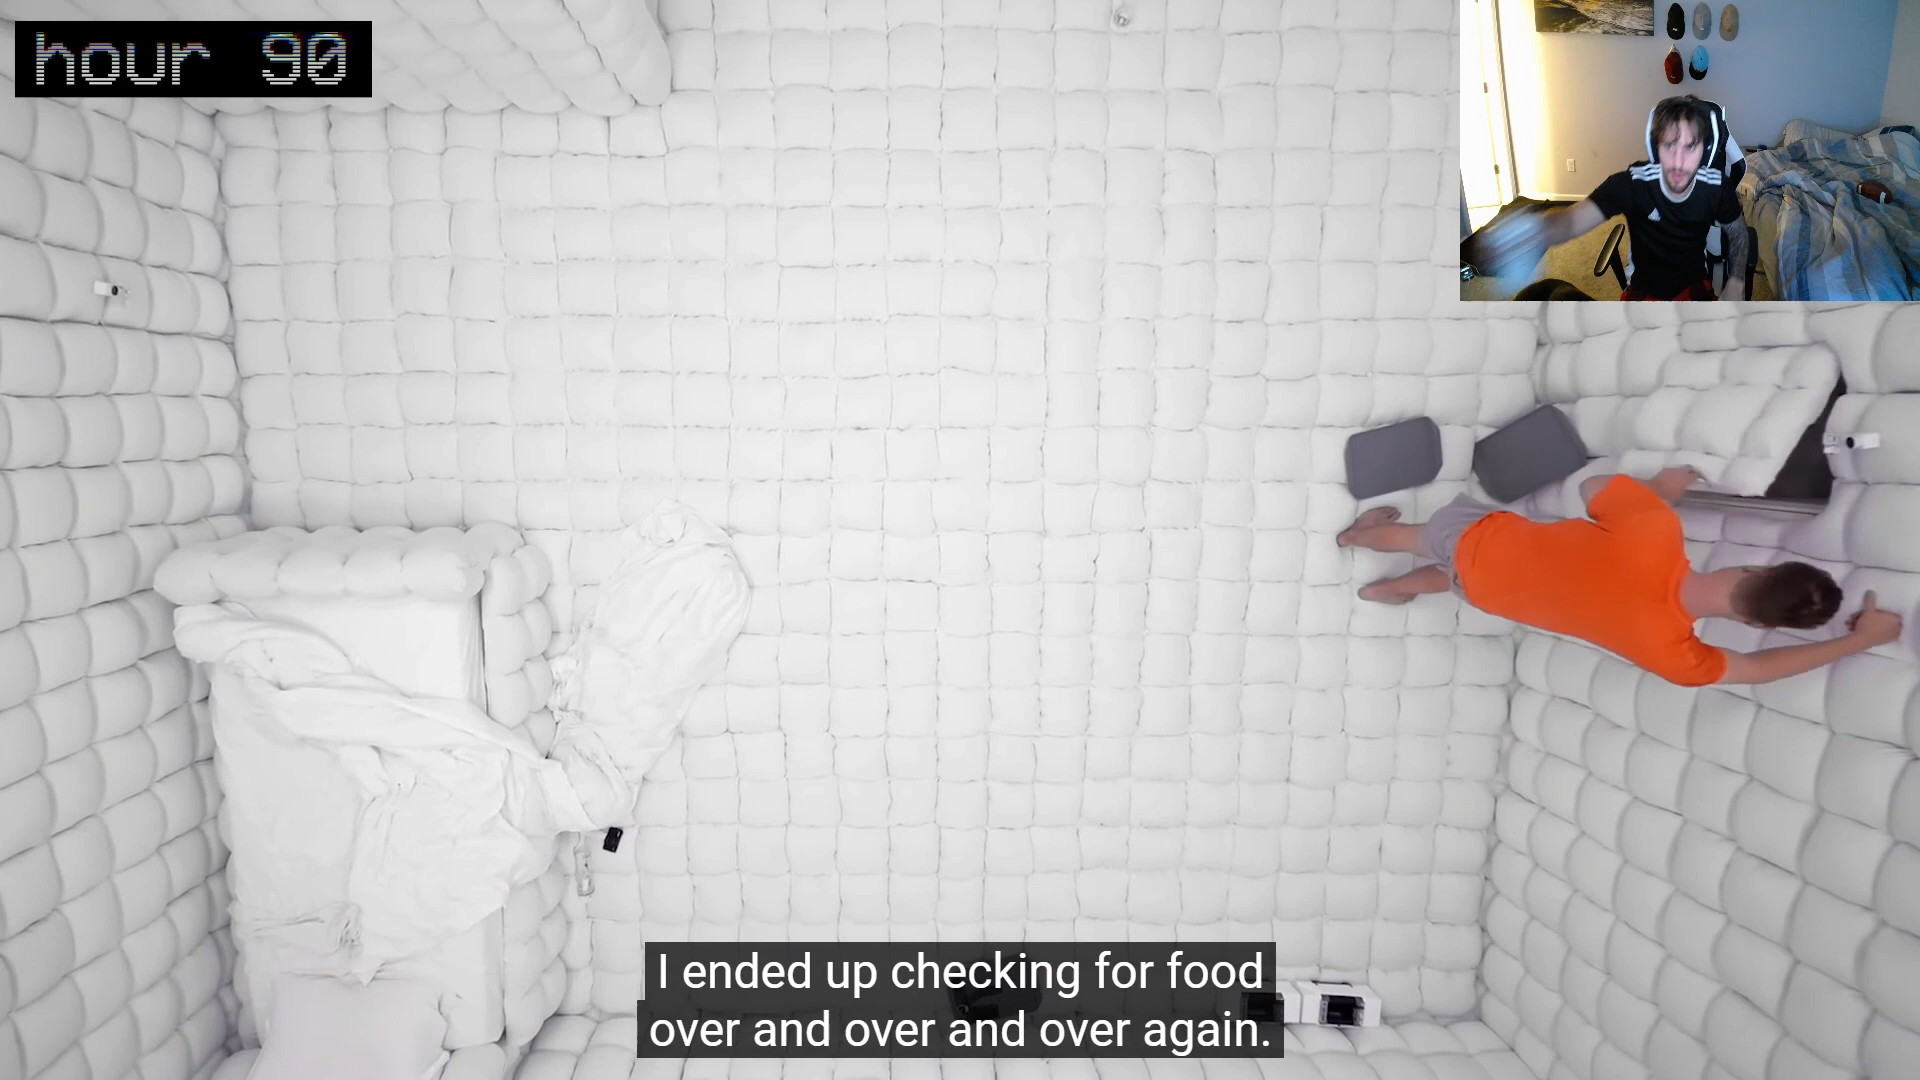 hour 90
I ended up checking for food
over and over and over again.